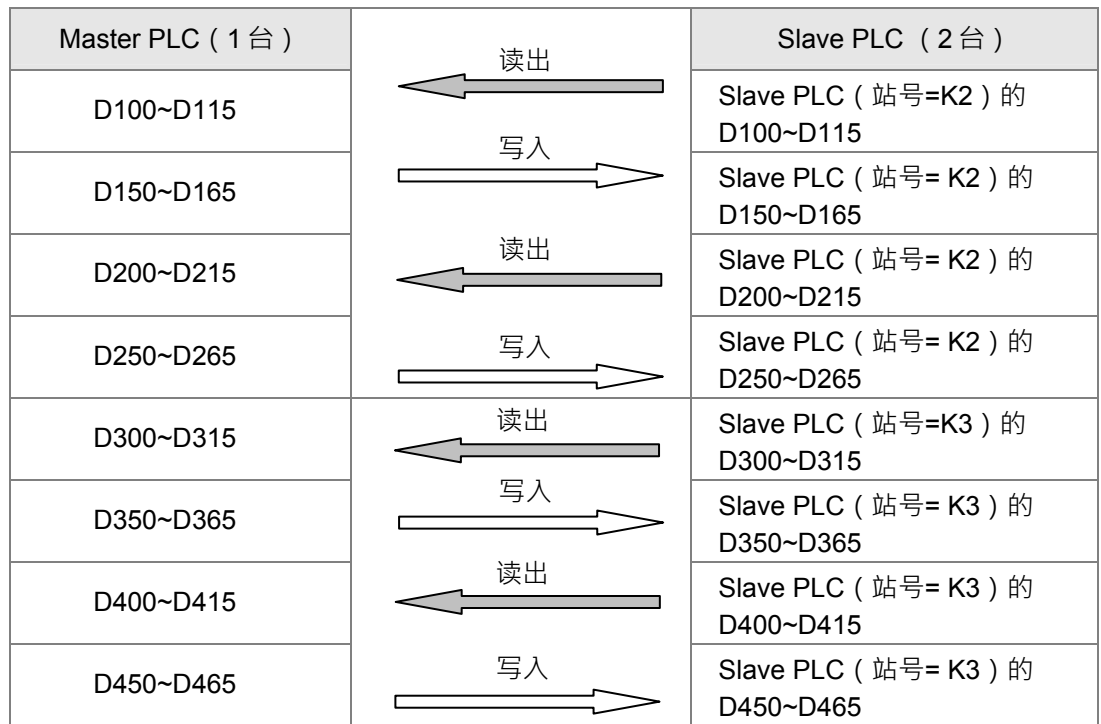 Master PLC（1 台）
读出
Slave PLC （2 台）
D100~D115
Slave PLC（站号=K2）的
D100~D115
写入
D150~D165
Slave PLC（站号= K2）的
D150~D165
读出
D200~D215
Slave PLC（站号= K2）的
D200~D215
写入
D250~D265
Slave PLC（站号= K2）的
D250~D265
读出
D300~D315
Slave PLC（站号=K3）的
D300~D315
写入
D350~D365
Slave PLC（站号= K3）的
D350~D365
读出
D400~D415
Slave PLC（站号= K3）的
D400~D415
写入
D450~D465
Slave PLC（站号= K3）的
D450~D465